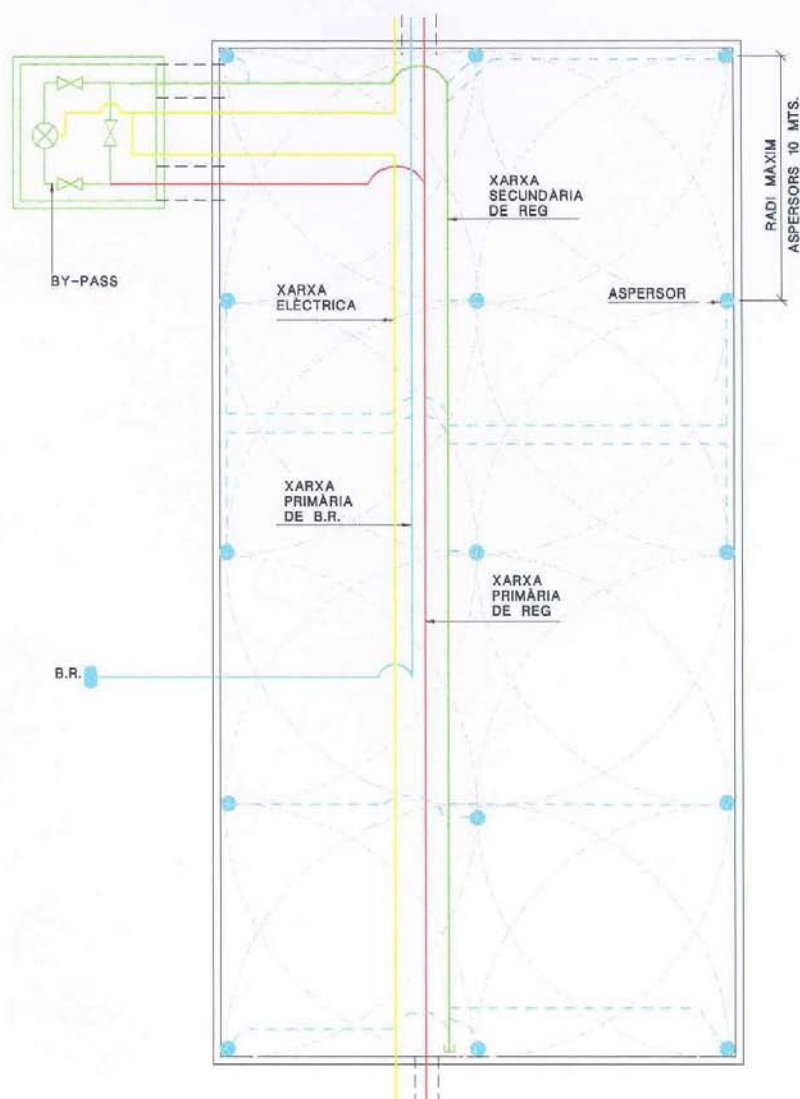 XARXA
SECUNDÀRIA
DE REG
RADI MÀXIM
ASPERSORS 10 MTS.
BY-PASS
XARXA
ELÈCTRICA
ASPERSOR
XARXA
PRIMÀRIA
DE B.R.
XARXA
PRIMÀRIA
DE REG
B.R.